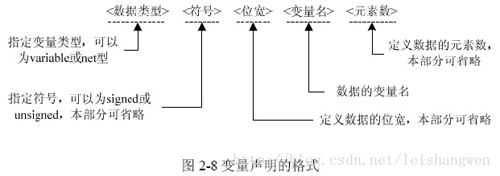 <数据类型> <符号> <位宽> <变量名> <元素数>
指定变量类型，可以
为variable或net型
定义数据的元素数，
本部分可省略
指定符号，可以为signed或
unsigned，本部分可省略
数据的变量名
定义数据的位宽，本部分可省略
图 2-8 变量声明的格式
http://blog.csdn.net/leishangwen